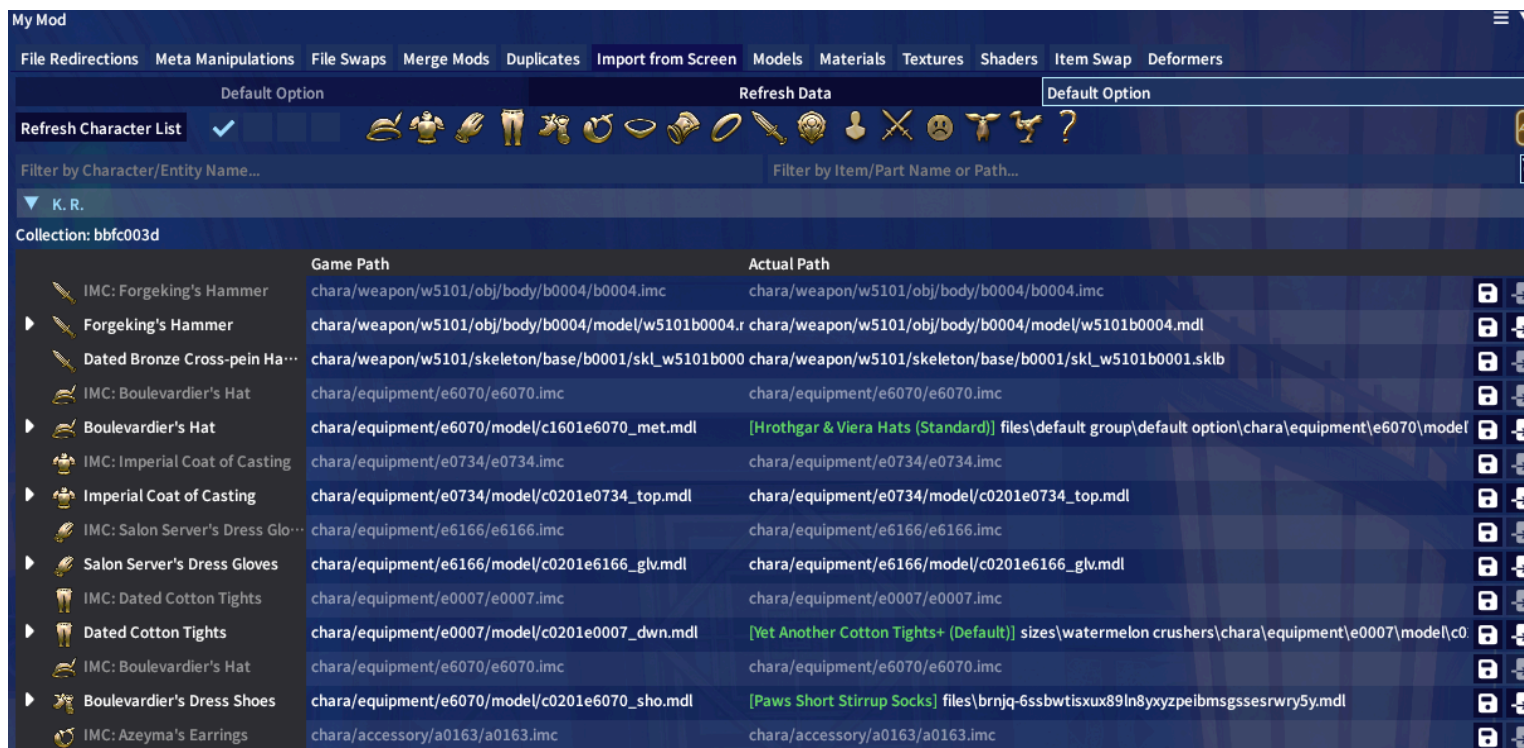 My Mod
File Redirections Meta Manipulations File Swaps Merge Mods Duplicates Import from Screen Models Materials Textures Shaders Item Swap Deformers
Default Option Refresh Data Default Option
Refresh Character List
Filter by Character/Entity Name... Filter by Item/Part Name or Path...
K. R.
Collection: bbfc003d
Game Path Actual Path
IMC: Forgeking's Hammer chara/weapon/w5101/obj/body/b0004/b0004.imc chara/weapon/w5101/obj/body/b0004/b0004.imc
Forgeking's Hammer chara/weapon/w5101/obj/body/b0004/model/w5101b0004.r chara/weapon/w5101/obj/body/b0004/model/w5101b0004.mdl
Dated Bronze Cross-pein Ha··· chara/weapon/w5101/skeleton/base/b0001/skl_w5101b000 chara/weapon/w5101/skeleton/base/b0001/skl_w5101b0001.sklb
IMC: Boulevardier's Hat chara/equipment/e6070/e6070.imc chara/equipment/e6070/e6070.imc
Boulevardier's Hat chara/equipment/e6070/model/c1601e6070_met.mdl [Hrothgar & Viera Hats (Standard)] files\default group\default option\chara\equipment\e6070\model
IMC: Imperial Coat of Casting chara/equipment/e0734/e0734.imc chara/equipment/e0734/e0734.imc
Imperial Coat of Casting chara/equipment/e0734/model/c0201e0734_top.mdl chara/equipment/e0734/model/c0201e0734_top.mdl
IMC: Salon Server's Dress Glo··· chara/equipment/e6166/e6166.imc chara/equipment/e6166/e6166.imc
Salon Server's Dress Gloves chara/equipment/e6166/model/c0201e6166_glv.mdl chara/equipment/e6166/model/c0201e6166_glv.mdl
IMC: Dated Cotton Tights chara/equipment/e0007/e0007.imc chara/equipment/e0007/e0007.imc
Dated Cotton Tights chara/equipment/e0007/model/c0201e0007_dwn.mdl [Yet Another Cotton Tights+ (Default)] sizes\watermelon crushers\chara\equipment\e0007\model\c0
IMC: Boulevardier's Hat chara/equipment/e6070/e6070.imc chara/equipment/e6070/e6070.imc
Boulevardier's Dress Shoes chara/equipment/e6070/model/c0201e6070_sho.mdl [Paws Short Stirrup Socks] files\brnjq-6ssbwtisxux89ln8yxyzpeibmsgssesrwry5y.mdl
IMC: Azeyma's Earrings chara/accessory/a0163/a0163.imc chara/accessory/a0163/a0163.imc